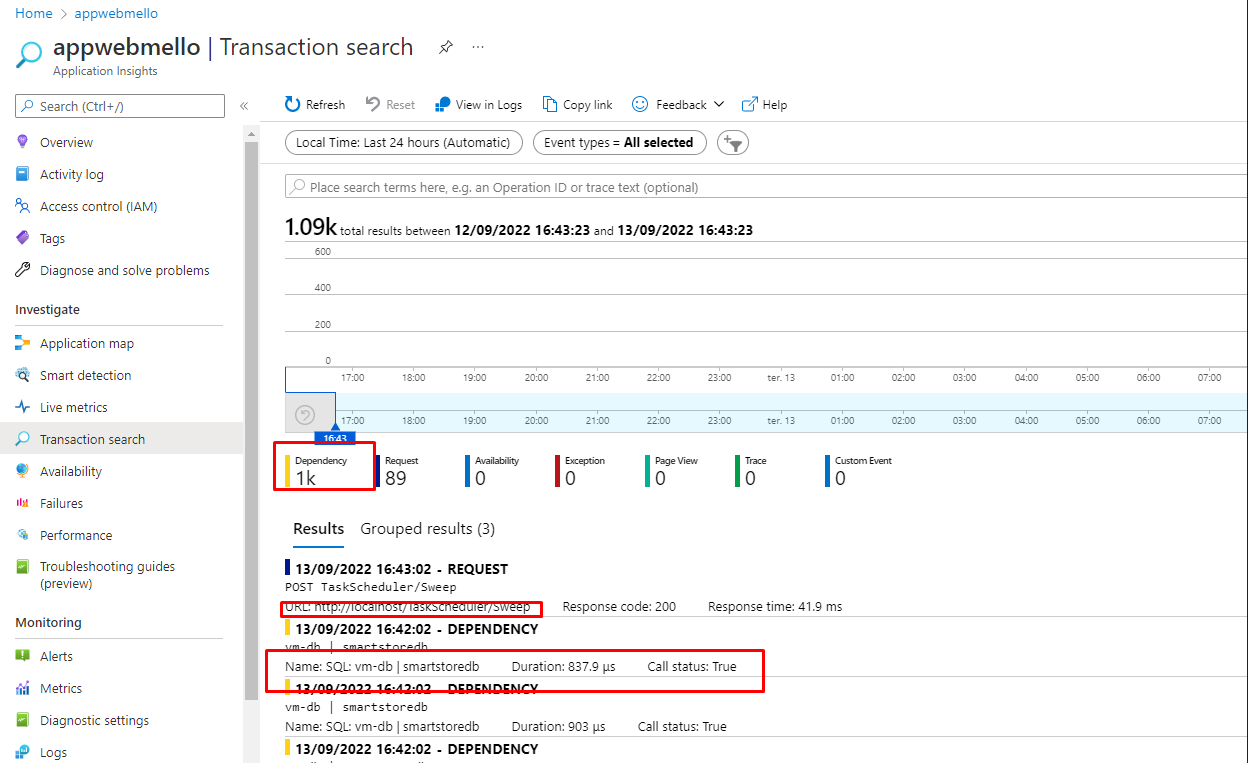 Home > appwebmello
appwebmello | Transaction search
Application Insights
Search (Ctrl+/)
Overview
Activity log
Access control (IAM)
Tags
Diagnose and solve problems
Investigate
Application map
Smart detection
Live metrics
Transaction search
Availability
Failures
Performance
Troubleshooting guides
(preview)
Monitoring
Alerts
Metrics
Diagnostic settings
Logs
Refresh Reset View in Logs Copy link Feedback Help
Local Time: Last 24 hours (Automatic) Event types = All selected
Place search terms here, e.g. an Operation ID or trace text (optional)
1.09k total results between 12/09/2022 16:43:23 and 13/09/2022 16:43:23
600
400
200
0
17:00 18:00 19:00 20:00 21:00 22:00 23:00 ter. 13 01:00 02:00 03:00 04:00 05:00 06:00 07:00
17:00 18:00 19:00 20:00 21:00 22:00 23:00 ter. 13 01:00 02:00 03:00 04:00 05:00 06:00 07:00
16:43
Dependency Request Availability Exception Page View Trace Custom Event
1k 89 0 0 0 0 0
Results Grouped results (3)
13/09/2022 16:43:02 - REQUEST
POST TaskScheduler/Sweep
URL: http://localhost/TaskScheduler/Sweep Response code: 200 Response time: 41.9 ms
13/09/2022 16:42:02 - DEPENDENCY
vm-db | smartstoredb
Name: SQL: vm-db | smartstoredb Duration: 837.9 µs Call status: True
13/09/2022 16:42:02 - DEPENDENCY
vm-db | smartstoredb
Name: SQL: vm-db | smartstoredb Duration: 903 µs Call status: True
13/09/2022 16:42:02 - DEPENDENCY